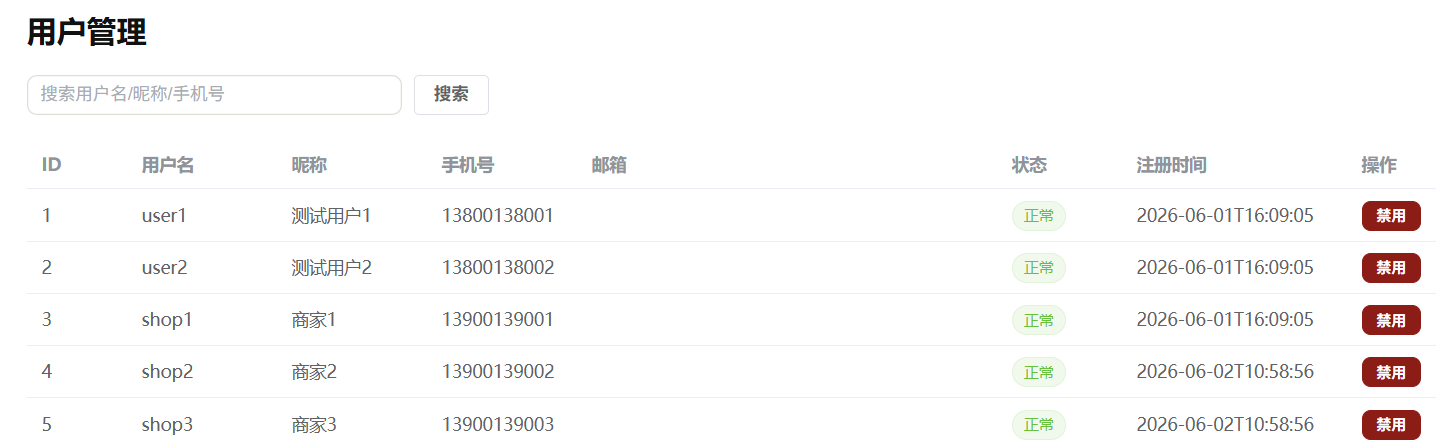 用户管理
搜索用户名/昵称/手机号 搜索
ID 用户名 昵称 手机号 邮箱 状态 注册时间 操作
1 user1 测试用户1 13800138001 正常 2026-06-01T16:09:05 禁用
2 user2 测试用户2 13800138002 正常 2026-06-01T16:09:05 禁用
3 shop1 商家1 13900139001 正常 2026-06-01T16:09:05 禁用
4 shop2 商家2 13900139002 正常 2026-06-02T10:58:56 禁用
5 shop3 商家3 13900139003 正常 2026-06-02T10:58:56 禁用